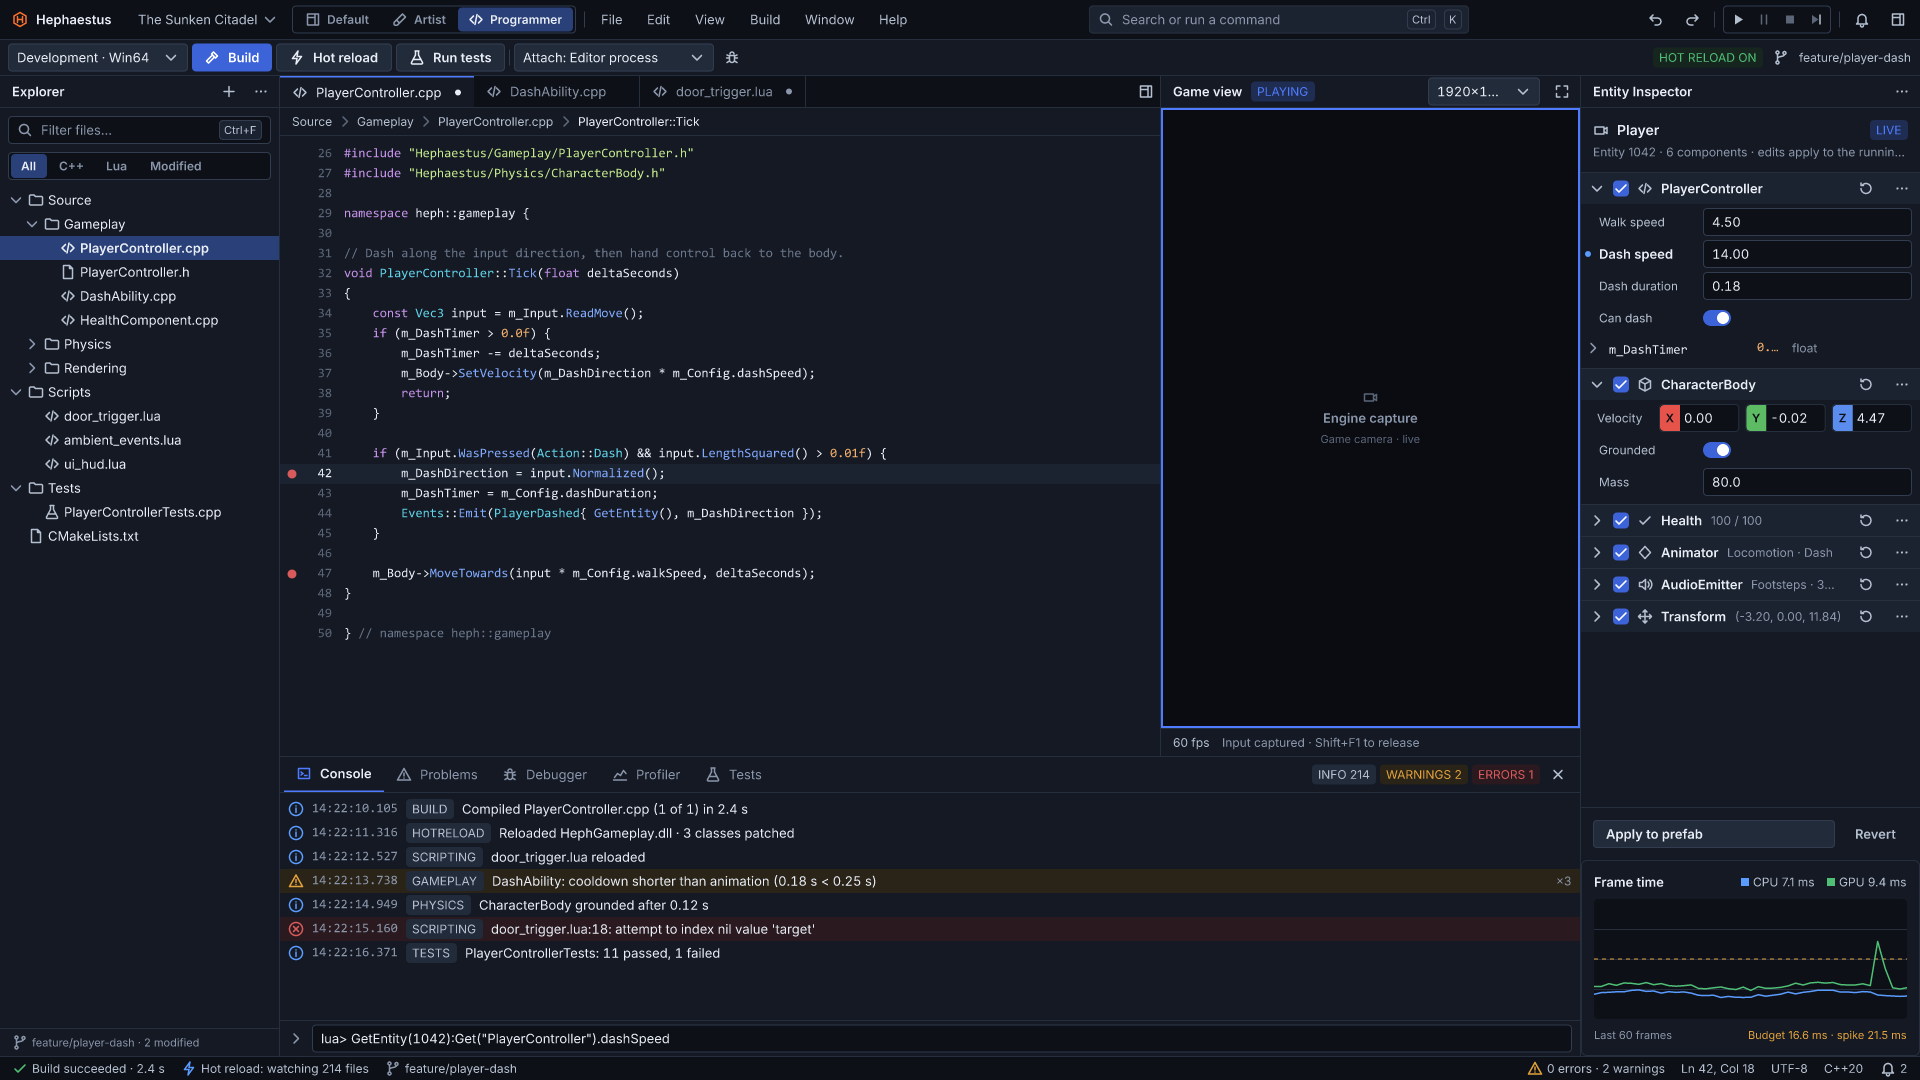 Hephaestus The Sunken Citadel Default Artist Programmer File Edit View Build Window Help Search or run a command Ctrl K
Development · Win64 Build Hot reload Run tests Attach: Editor process HOT RELOAD ON feature/player-dash
Explorer
Filter files... Ctrl+F
All C++ Lua Modified
Source
Gameplay
PlayerController.cpp
PlayerController.h
DashAbility.cpp
HealthComponent.cpp
Physics
Rendering
Scripts
door_trigger.lua
ambient_events.lua
ui_hud.lua
Tests
PlayerControllerTests.cpp
CMakeLists.txt
feature/player-dash · 2 modified
PlayerController.cpp DashAbility.cpp door_trigger.lua
Source Gameplay PlayerController.cpp PlayerController::Tick
26 #include "Hephaestus/Gameplay/PlayerController.h"
27 #include "Hephaestus/Physics/CharacterBody.h"
28
29 namespace heph::gameplay {
30
31 // Dash along the input direction, then hand control back to the body.
32 void PlayerController::Tick(float deltaSeconds)
33 {
34 const Vec3 input = m_Input.ReadMove();
35 if (m_DashTimer > 0.0f) {
36 m_DashTimer -= deltaSeconds;
37 m_Body->SetVelocity(m_DashDirection * m_Config.dashSpeed);
38 return;
39 }
40
41 if (m_Input.WasPressed(Action::Dash) && input.LengthSquared() > 0.01f) {
42 m_DashDirection = input.Normalized();
43 m_DashTimer = m_Config.dashDuration;
44 Events::Emit(PlayerDashed{ GetEntity(), m_DashDirection });
45 }
46
47 m_Body->MoveTowards(input * m_Config.walkSpeed, deltaSeconds);
48 }
49
50 } // namespace heph::gameplay
Game view PLAYING 1920×1...
Engine capture
Game camera · live
60 fps Input captured · Shift+F1 to release
Console Problems Debugger Profiler Tests INFO 214 WARNINGS 2 ERRORS 1
14:22:10.105 BUILD Compiled PlayerController.cpp (1 of 1) in 2.4 s
14:22:11.316 HOTRELOAD Reloaded HephGameplay.dll · 3 classes patched
14:22:12.527 SCRIPTING door_trigger.lua reloaded
14:22:13.738 GAMEPLAY DashAbility: cooldown shorter than animation (0.18 s < 0.25 s) ×3
14:22:14.949 PHYSICS CharacterBody grounded after 0.12 s
14:22:15.160 SCRIPTING door_trigger.lua:18: attempt to index nil value 'target'
14:22:16.371 TESTS PlayerControllerTests: 11 passed, 1 failed
lua> GetEntity(1042):Get("PlayerController").dashSpeed
Entity Inspector
Player LIVE
Entity 1042 · 6 components · edits apply to the runnin...
PlayerController
Walk speed 4.50
Dash speed 14.00
Dash duration 0.18
Can dash
m_DashTimer 0.... float
CharacterBody
Velocity X 0.00 Y -0.02 Z 4.47
Grounded
Mass 80.0
Health 100 / 100
Animator Locomotion · Dash
AudioEmitter Footsteps · 3...
Transform (-3.20, 0.00, 11.84)
Apply to prefab Revert
Frame time CPU 7.1 ms GPU 9.4 ms
Last 60 frames Budget 16.6 ms · spike 21.5 ms
Build succeeded · 2.4 s Hot reload: watching 214 files feature/player-dash 0 errors · 2 warnings Ln 42, Col 18 UTF-8 C++20 2